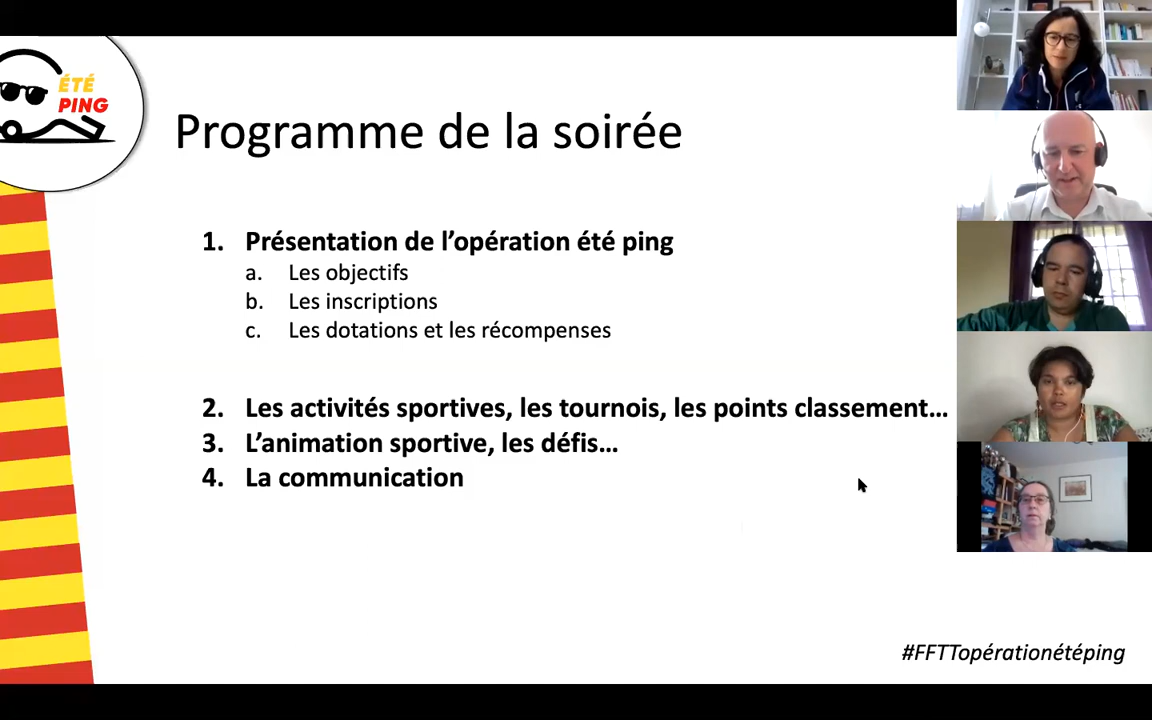 ÉTÉ
PING
Programme de la soirée
1. Présentation de l’opération été ping
a. Les objectifs
b. Les inscriptions
c. Les dotations et les récompenses
2. Les activités sportives, les tournois, les points classement…
3. L’animation sportive, les défis…
4. La communication
#FFTTopérationétéping